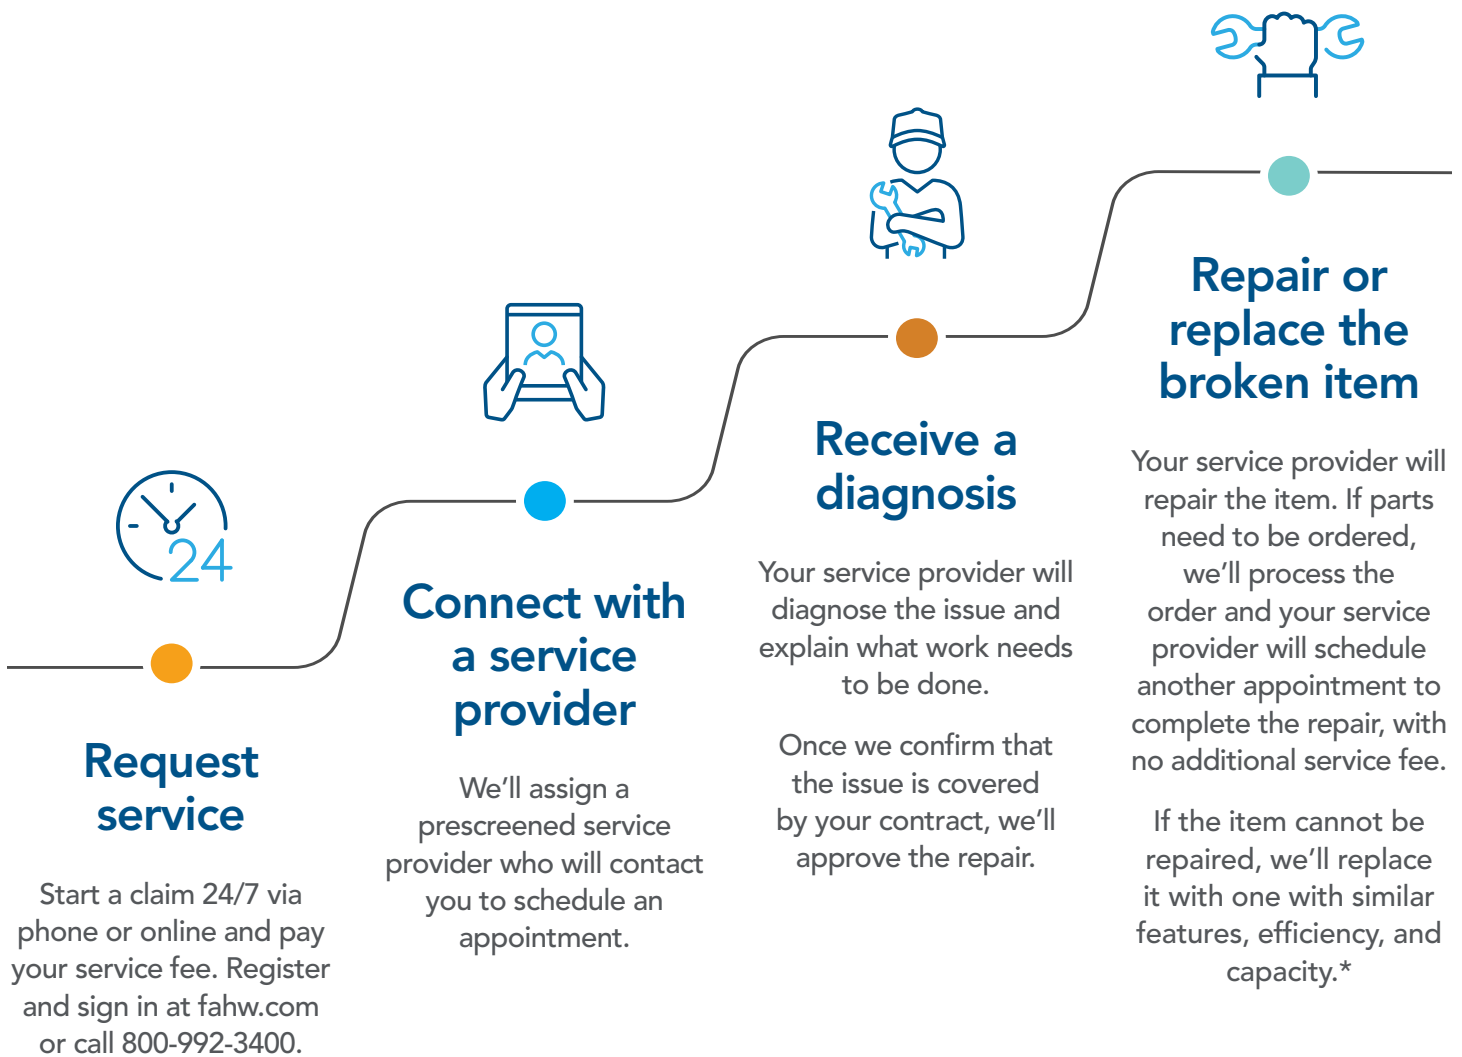 24
Request
service
Start a claim 24/7 via
phone or online and pay
your service fee. Register
and sign in at fahw.com
or call 800-992-3400.
Connect with
a service
provider
We’ll assign a
prescreened service
provider who will contact
you to schedule an
appointment.
Receive a
diagnosis
Your service provider will
diagnose the issue and
explain what work needs
to be done.
Once we confirm that
the issue is covered
by your contract, we’ll
approve the repair.
Repair or
replace the
broken item
Your service provider will
repair the item. If parts
need to be ordered,
we’ll process the
order and your service
provider will schedule
another appointment to
complete the repair, with
no additional service fee.
If the item cannot be
repaired, we’ll replace
it with one with similar
features, efficiency, and
capacity.*